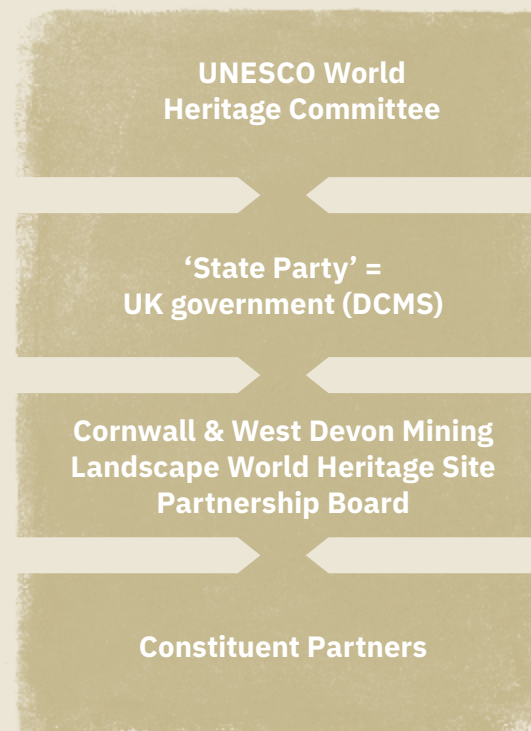 UNESCO World
Heritage Committee
‘State Party’ =
UK government (DCMS)
Cornwall & West Devon Mining
Landscape World Heritage Site
Partnership Board
Constituent Partners